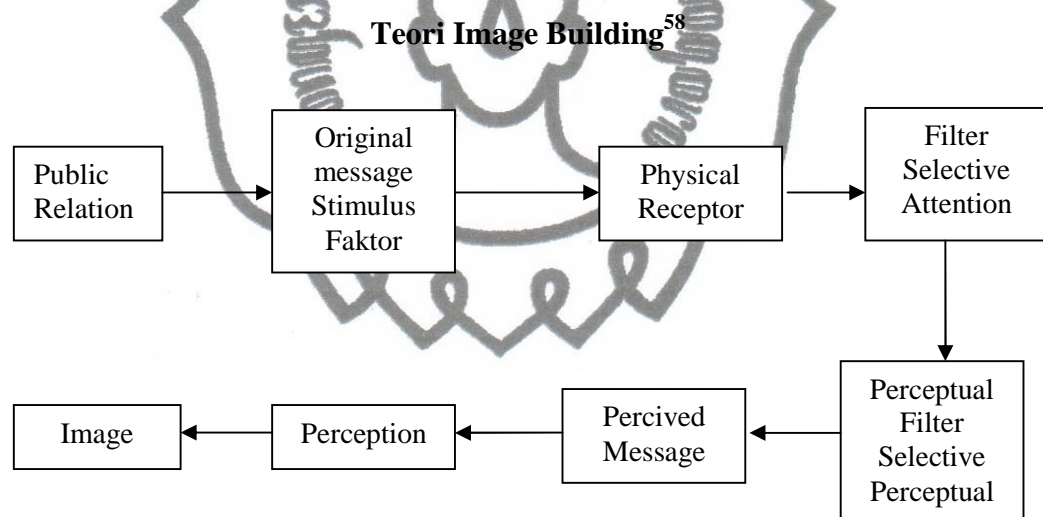 Teori Image Building58
Public
Relation
Original
message
Stimulus
Faktor
Physical
Receptor
Filter
Selective
Attention
Perceptual
Filter
Selective
Perceptual
Percived
Message
Perception
Image